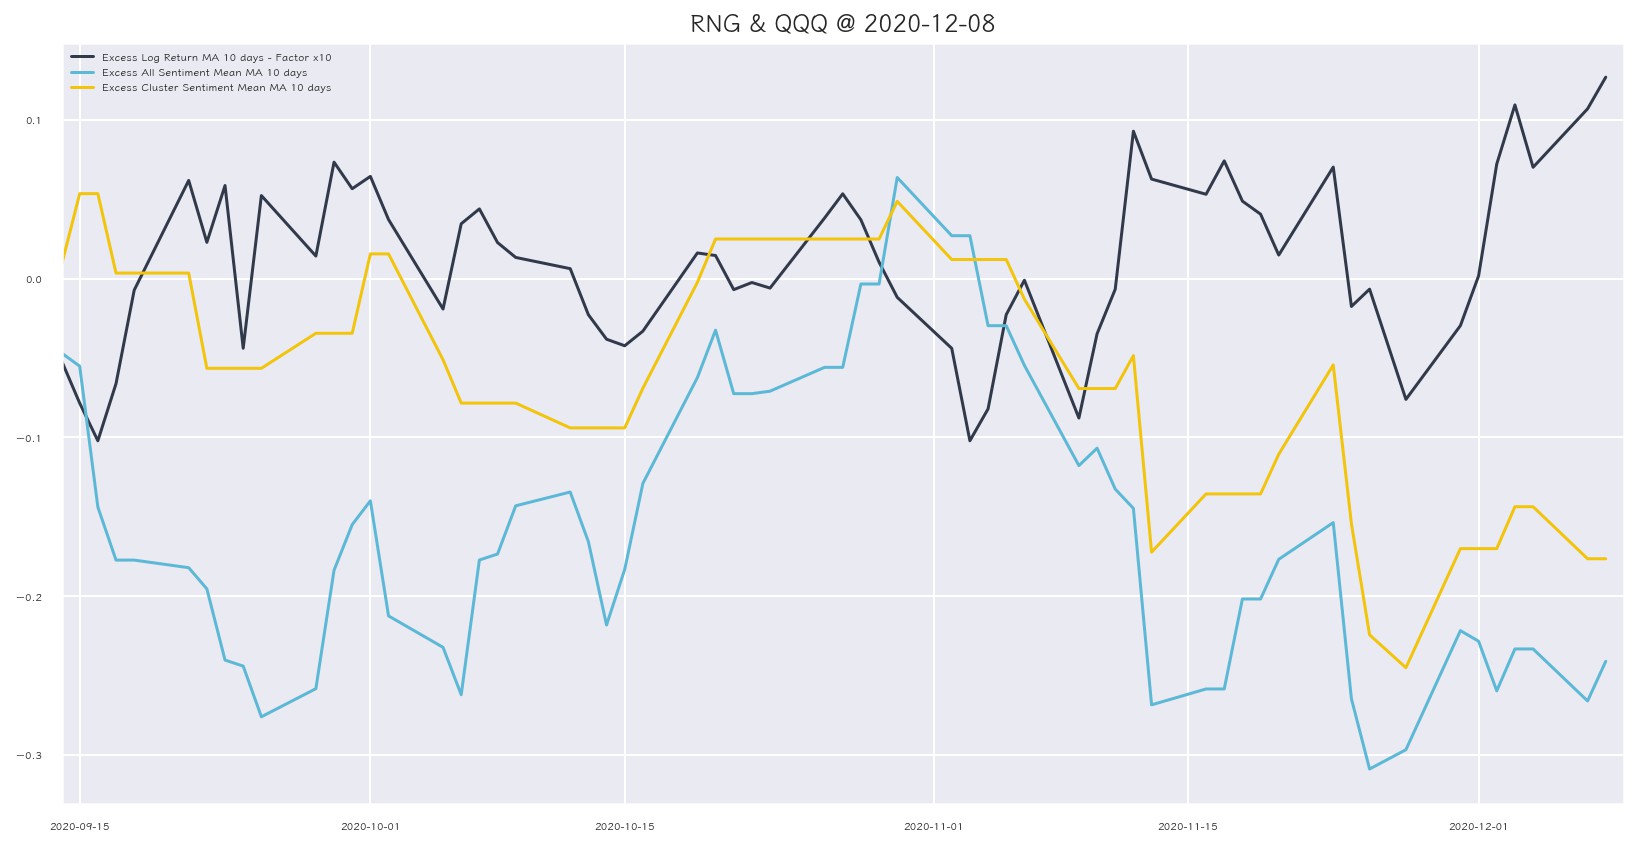 RNG & QQQ @ 2020-12-08
Excess Log Return MA 10 days - Factor x10
Excess All Sentiment Mean MA 10 days
Excess Cluster Sentiment Mean MA 10 days
0.1
0.0
−0.1
−0.2
−0.3
2020-09-15 2020-10-01 2020-10-15 2020-11-01 2020-11-15 2020-12-01